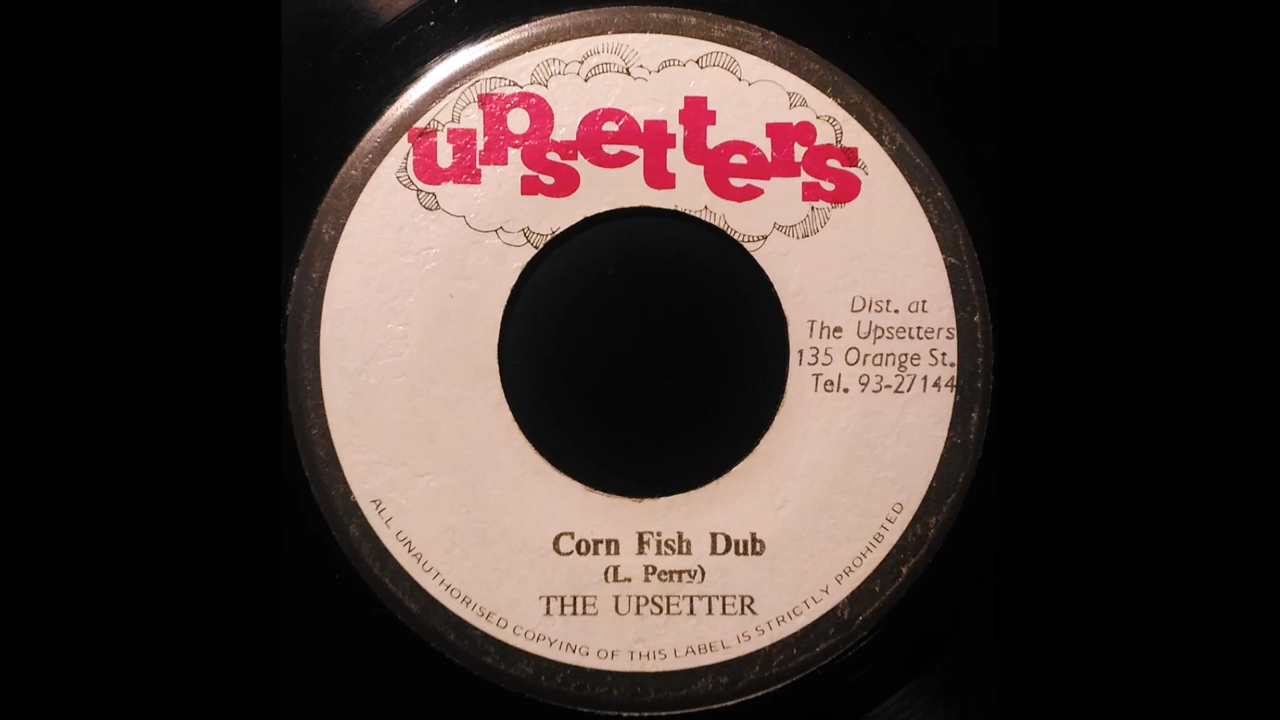 upsetters
Dist. at
The Upsetters
135 Orange St.
Tel. 93-27144
Corn Fish Dub
(L. Perry)
THE UPSETTER
ALL UNAUTHORISED COPYING OF THIS LABEL IS STRICTLY PROHIBTED